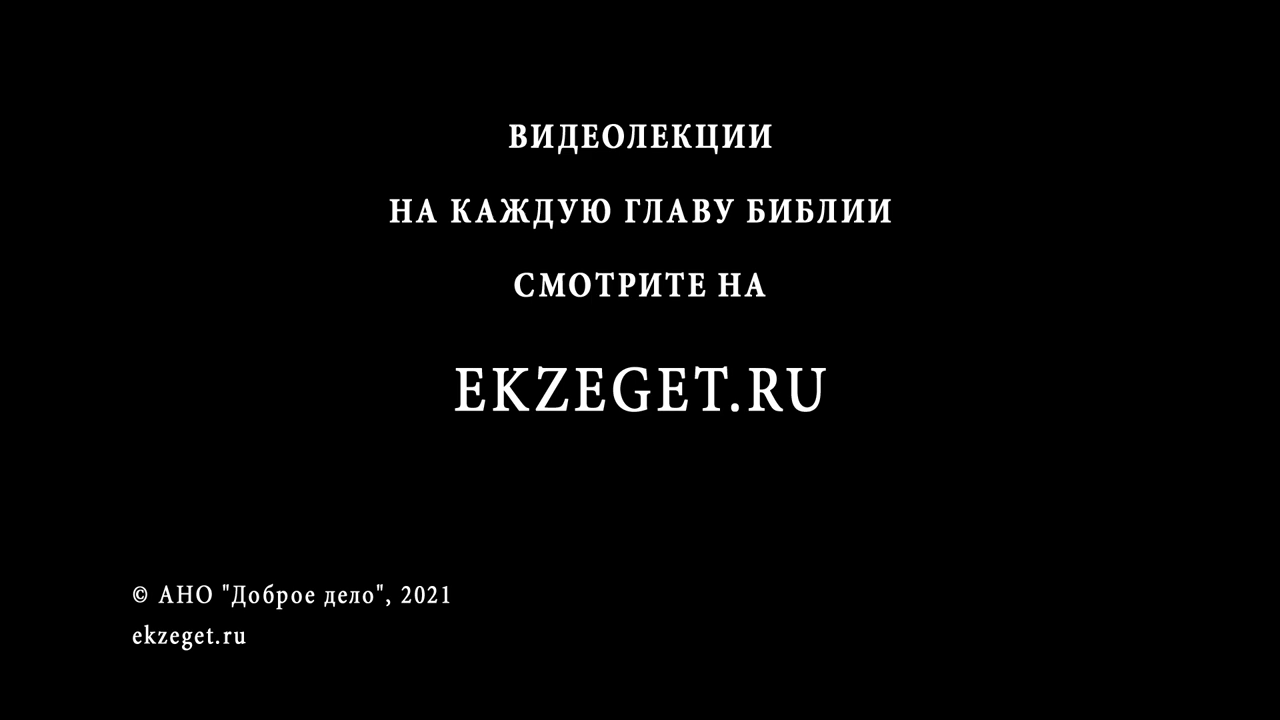 ВИДЕОЛЕКЦИИ
НА КАЖДУЮ ГЛАВУ БИБЛИИ
СМОТРИТЕ НА
EKZEGET.RU
© АНО "Доброе дело", 2021
ekzeget.ru